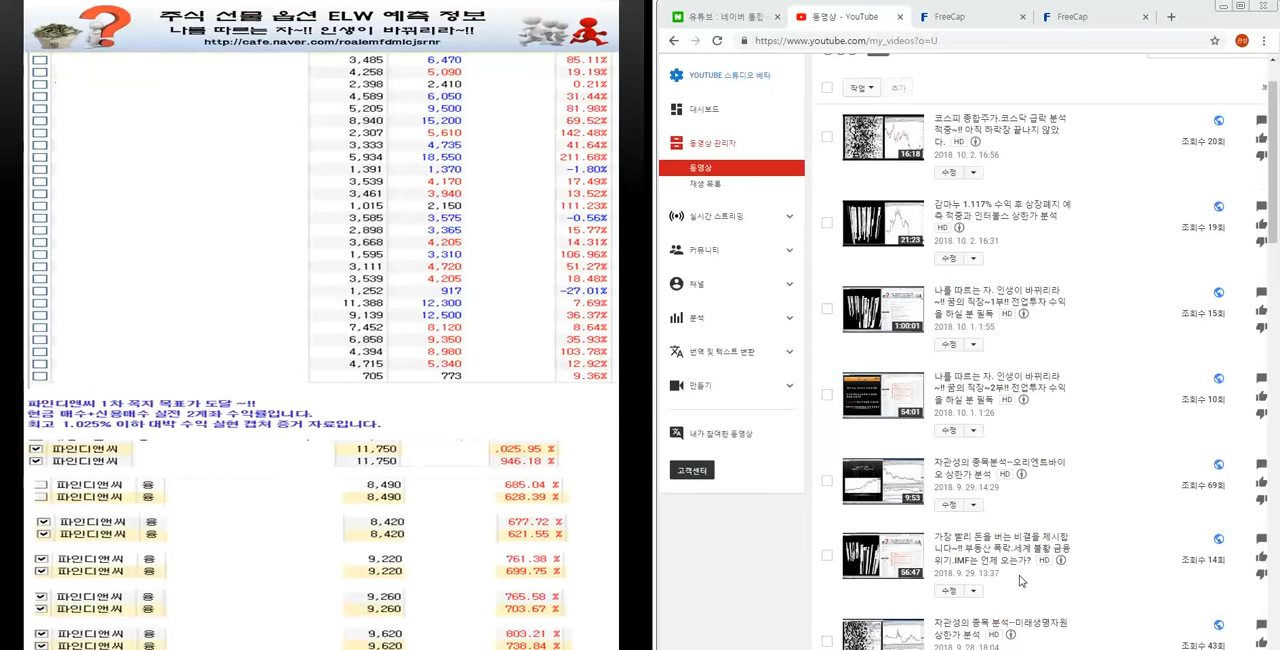 주식 선물 옵션 ELW 예측 정보
나를 따르는 자~!! 인생이 바뀌리라~!!
http://cafe.naver.com/roalemfdmlcjsrnr
3,485 6,470 85.11%
4,258 5,090 19.19%
2,398 2,410 0.21%
4,589 6,050 31.44%
5,205 9,500 81.98%
8,940 15,200 69.52%
2,307 5,610 142.48%
3,333 4,735 41.64%
5,934 18,550 211.68%
1,391 1,370 -1.80%
3,539 4,170 17.49%
3,461 3,940 13.52%
1,015 2,150 111.23%
3,585 3,575 -0.56%
2,898 3,365 15.77%
3,668 4,205 14.31%
1,595 3,310 106.96%
3,111 4,720 51.27%
3,539 4,205 18.48%
1,252 917 -27.01%
11,388 12,300 7.69%
9,139 12,500 36.37%
7,452 8,120 8.64%
6,858 9,350 35.93%
4,394 8,980 103.78%
4,715 5,340 12.92%
705 773 9.36%
파인디앤씨 1차 목지 목표가 도달 ~!!
현금 매수+신용매수 실전 2계좌 수익률입니다.
최고 1.025% 이하 대박 수익 실현 캡쳐 증거 자료입니다.
파인디앤씨 11,750 ,025.95 %
파인디앤씨 11,750 946.18 %
파인디앤씨 융 8,490 685.04 %
파인디앤씨 융 8,490 628.39 %
파인디앤씨 융 8,420 677.72 %
파인디앤씨 융 8,420 621.55 %
파인디앤씨 융 9,220 761.38 %
파인디앤씨 융 9,220 699.75 %
파인디앤씨 융 9,260 765.58 %
파인디앤씨 융 9,260 703.67 %
파인디앤씨 융 9,620 803.21 %
파인디앤씨 융 9,620 738.84 %
유튜브 : 네이버 통합
동영상 - YouTube
FreeCap
FreeCap
https://www.youtube.com/my_videos?o=U
YOUTUBE 스튜디오 베타
대시보드
동영상 관리자
동영상
재생 목록
실시간 스트리밍
커뮤니티
채널
분석
번역 및 텍스트 변환
만들기
내가 참여한 동영상
고객센터
작업 추가
16:18
코스피 종합주가.코스닥 급락 분석
적중~!! 아직 하락장 끝나지 않았
다. HD
2018. 10. 2. 16:56
조회수 20회
수정
21:23
감마누 1.117% 수익 후 상장폐지 예
측 적중과 인터불스 상한가 분석
HD
2018. 10. 2. 16:31
조회수 19회
수정
1:00:01
나를 따르는 자. 인생이 바뀌리라
~!! 꿈의 직장~1부!! 전업투자 수익
을 하실 분 필독 HD
2018. 10. 1. 1:55
조회수 15회
수정
54:01
나를 따르는 자. 인생이 바뀌리라
~!! 꿈의 직장~2부!! 전업투자 수익
을 하실 분 필독 HD
2018. 10. 1. 1:26
조회수 10회
수정
9:53
자관성의 종목분석--오리엔트바이
오 상한가 분석 HD
2018. 9. 29. 14:29
조회수 69회
수정
56:47
가장 빨리 돈을 버는 비결을 제시합
니다~!! 부동산 폭락.세계 불황 금융
위기.IMF는 언제 오는가? HD
2018. 9. 29. 13:37
조회수 14회
수정
자관성의 종목 분석--미래생명자원
상한가 분석 HD
2018. 9. 28. 18:04
조회수 43회